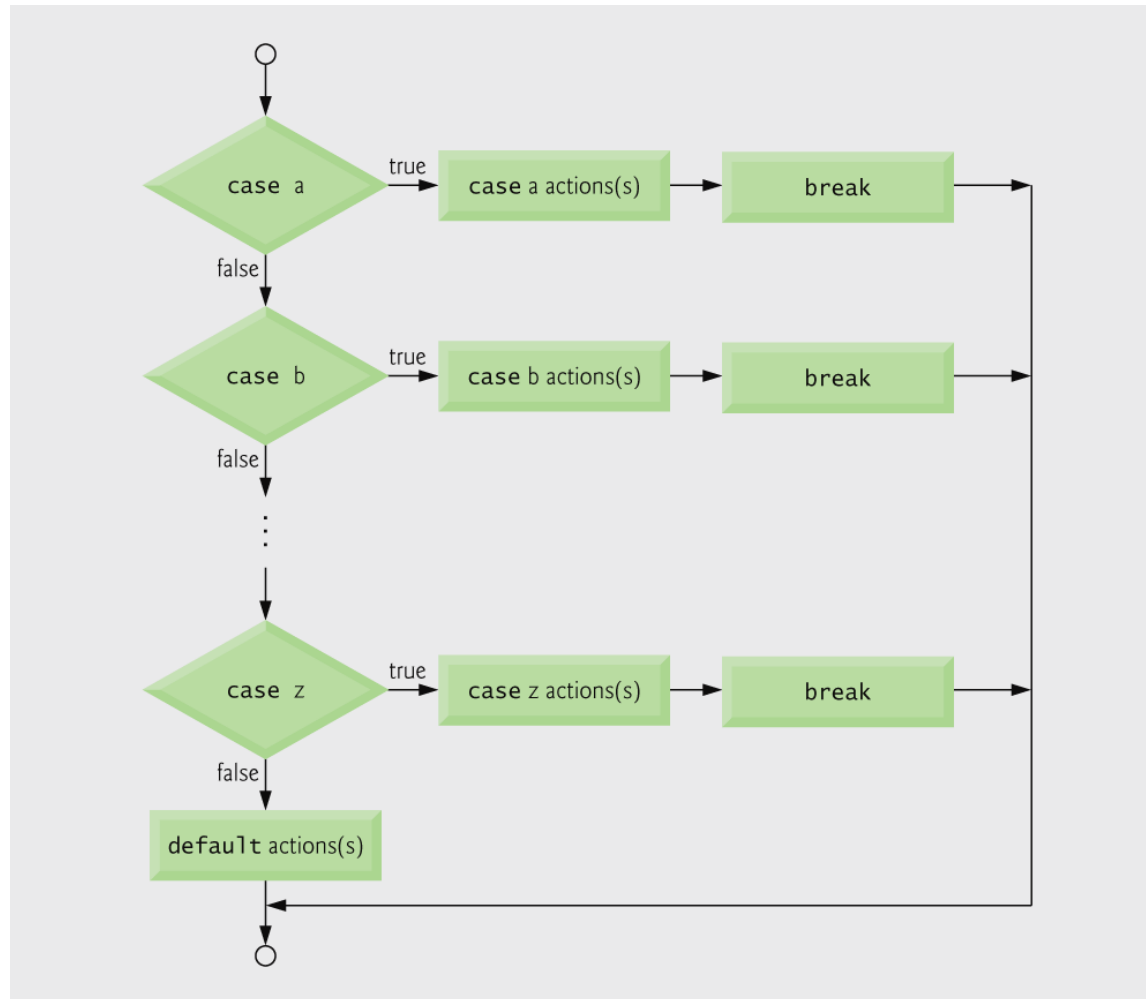 true
case a
case a actions(s)
break
false
true
case b
case b actions(s)
break
false
⋮
true
case z
case z actions(s)
break
false
default actions(s)